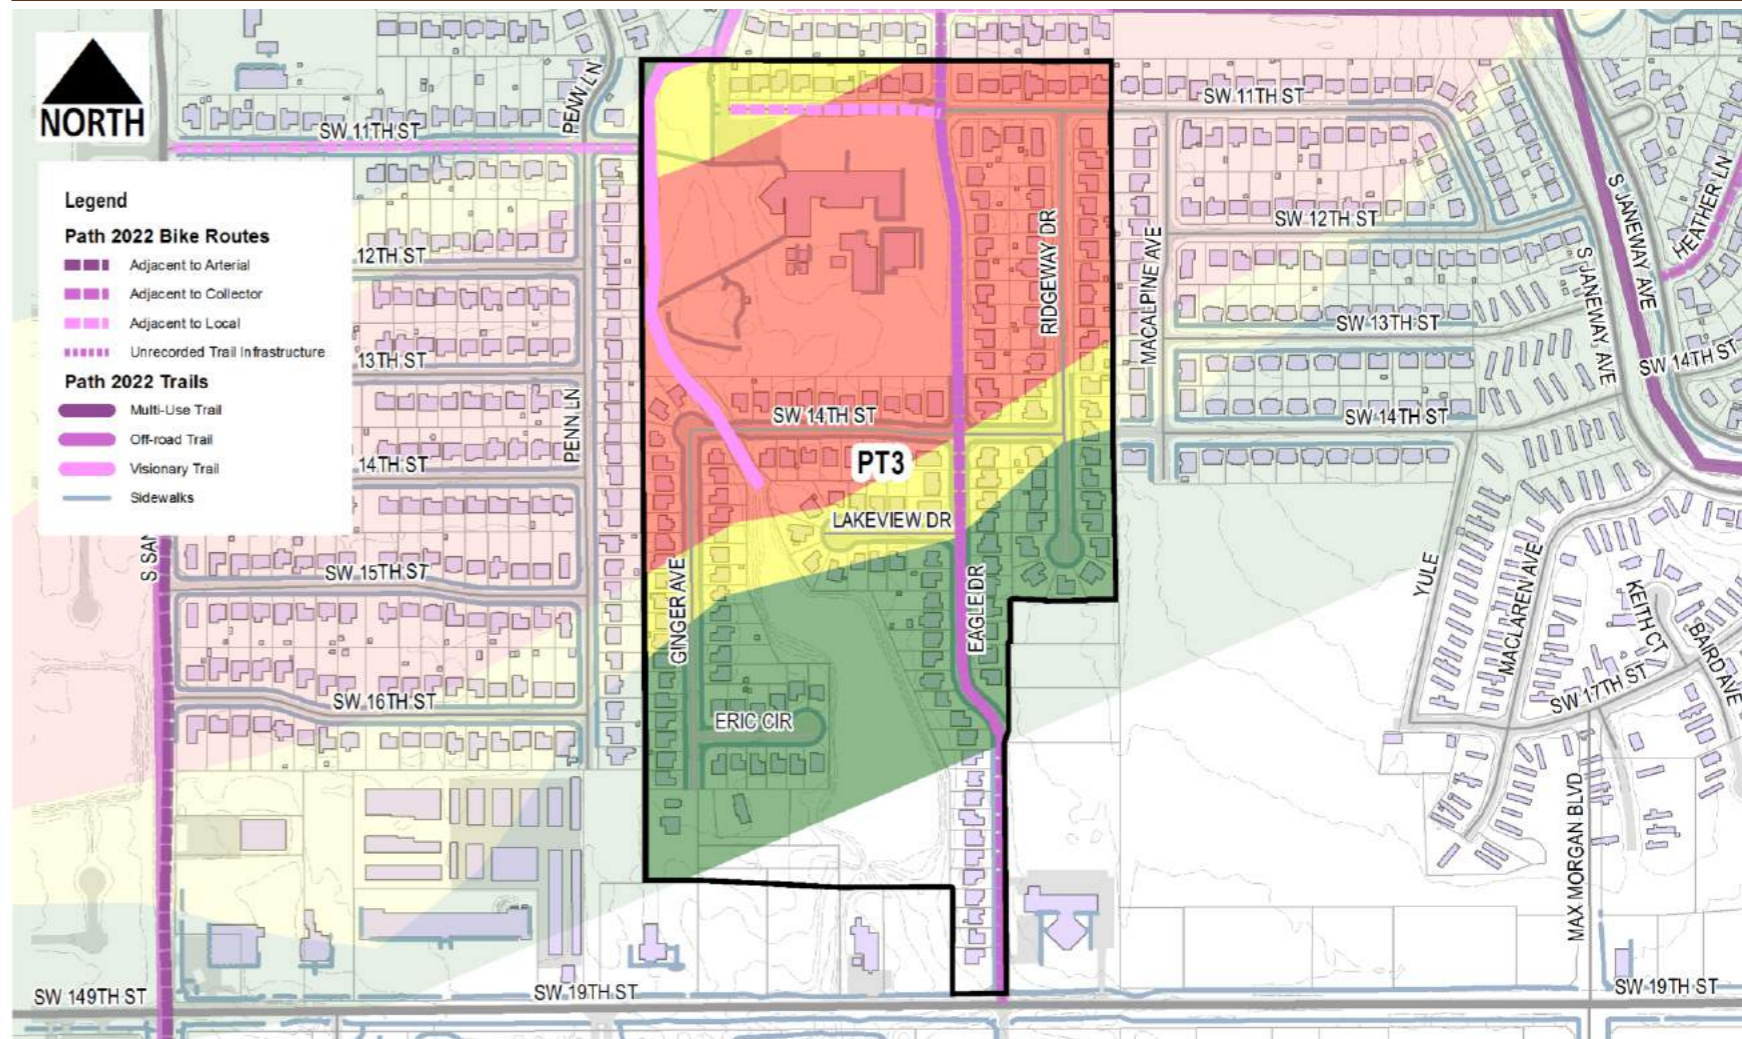 NORTH
Legend
Path 2022 Bike Routes
Adjacent to Arterial
Adjacent to Collector
Adjacent to Local
Unrecorded Trail Infrastructure
Path 2022 Trails
Multi-Use Trail
Off-road Trail
Visionary Trail
Sidewalks
PENN LN
SW 11TH ST
SW 11TH ST
12TH ST
SW 12TH ST
13TH ST
SW 13TH ST
14TH ST
SW 14TH ST
SW 14TH ST
SW 14TH ST
PENN LN
RIDGEWAY DR
MACALPINE AVE
S JANEWAY AVE
S JANEWAY AVE
HEATHER LN
PT3
LAKEVIEW DR
S SAN
SW 15TH ST
GINGER AVE
EAGLE DR
YULE
MACLAREN AVE
KEITH CT
BAIRD AVE
SW 16TH ST
ERIC CIR
SW 17TH ST
MAX MORGAN BLVD
SW 149TH ST
SW 19TH ST
SW 19TH ST